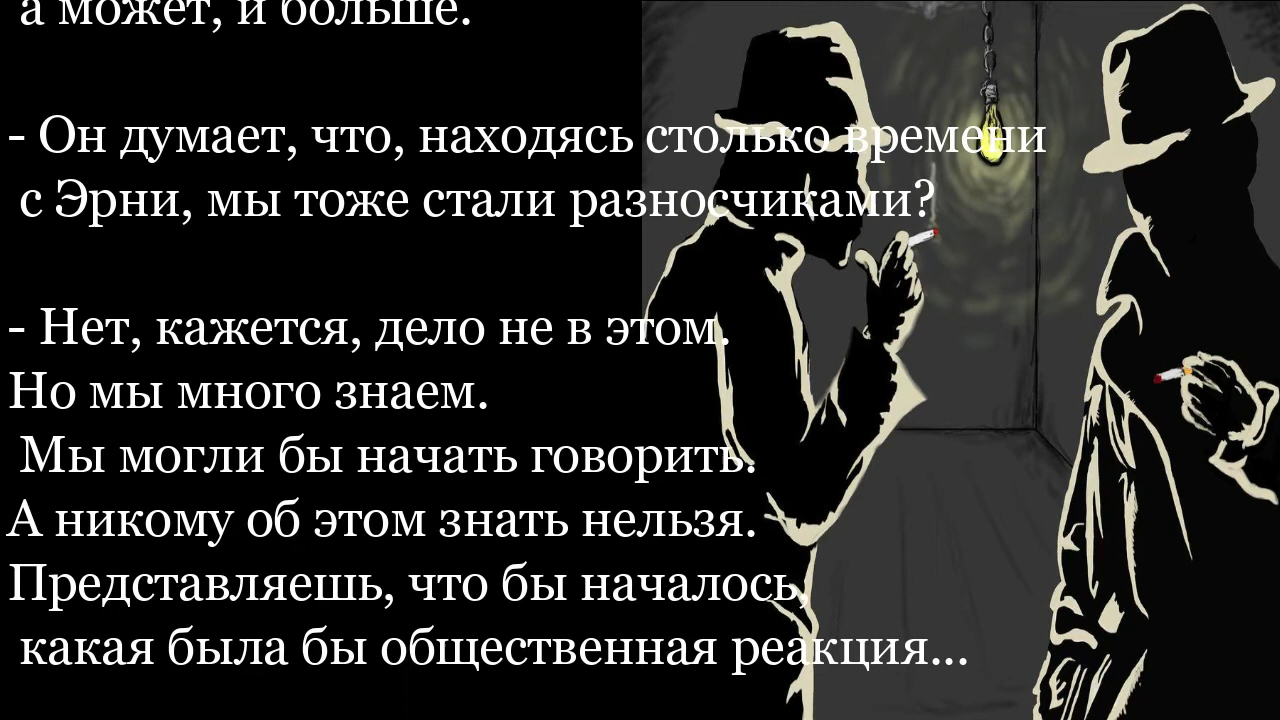 а может, и больше.
- Он думает, что, находясь столько времени
с Эрни, мы тоже стали разносчиками?
- Нет, кажется, дело не в этом.
Но мы много знаем.
Мы могли бы начать говорить.
А никому об этом знать нельзя.
Представляешь, что бы началось,
какая была бы общественная реакция...